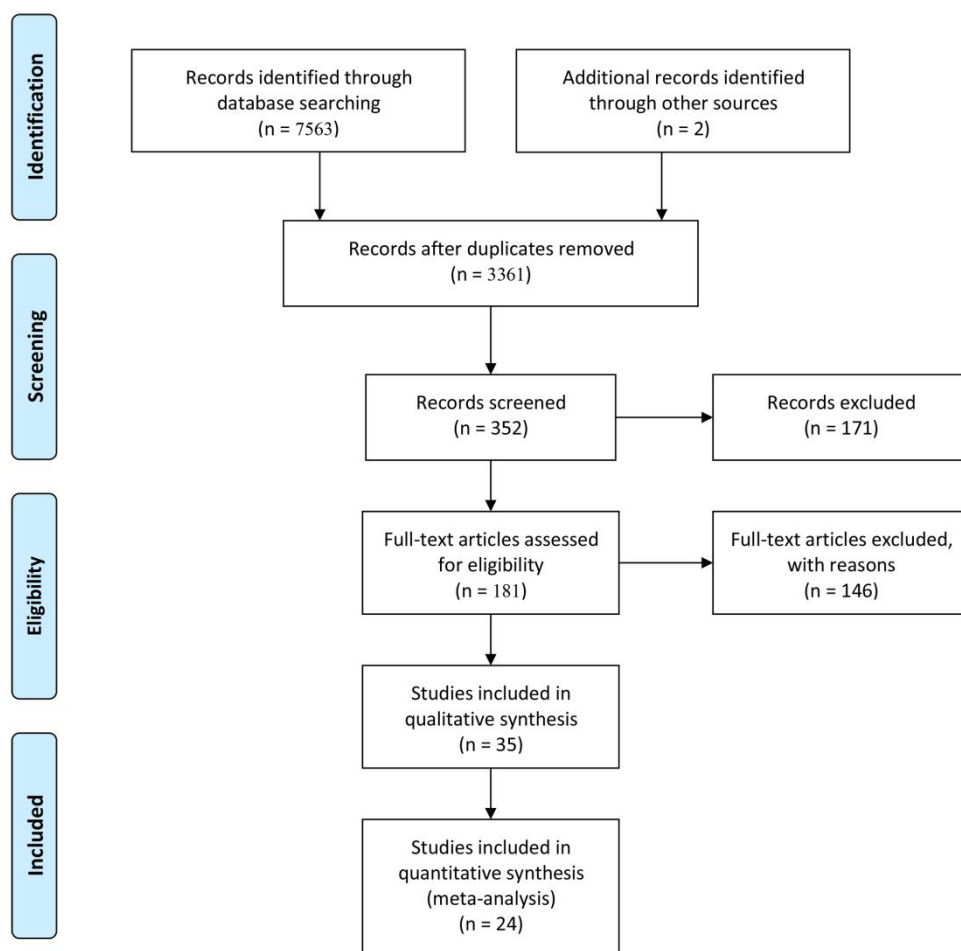 Identification
Records identified through
database searching
(n = 7563)
Additional records identified
through other sources
(n = 2)
Records after duplicates removed
(n = 3361)
Screening
Records screened
(n = 352)
Records excluded
(n = 171)
Eligibility
Full-text articles assessed
for eligibility
(n = 181)
Full-text articles excluded,
with reasons
(n = 146)
Studies included in
qualitative synthesis
(n = 35)
Included
Studies included in
quantitative synthesis
(meta-analysis)
(n = 24)